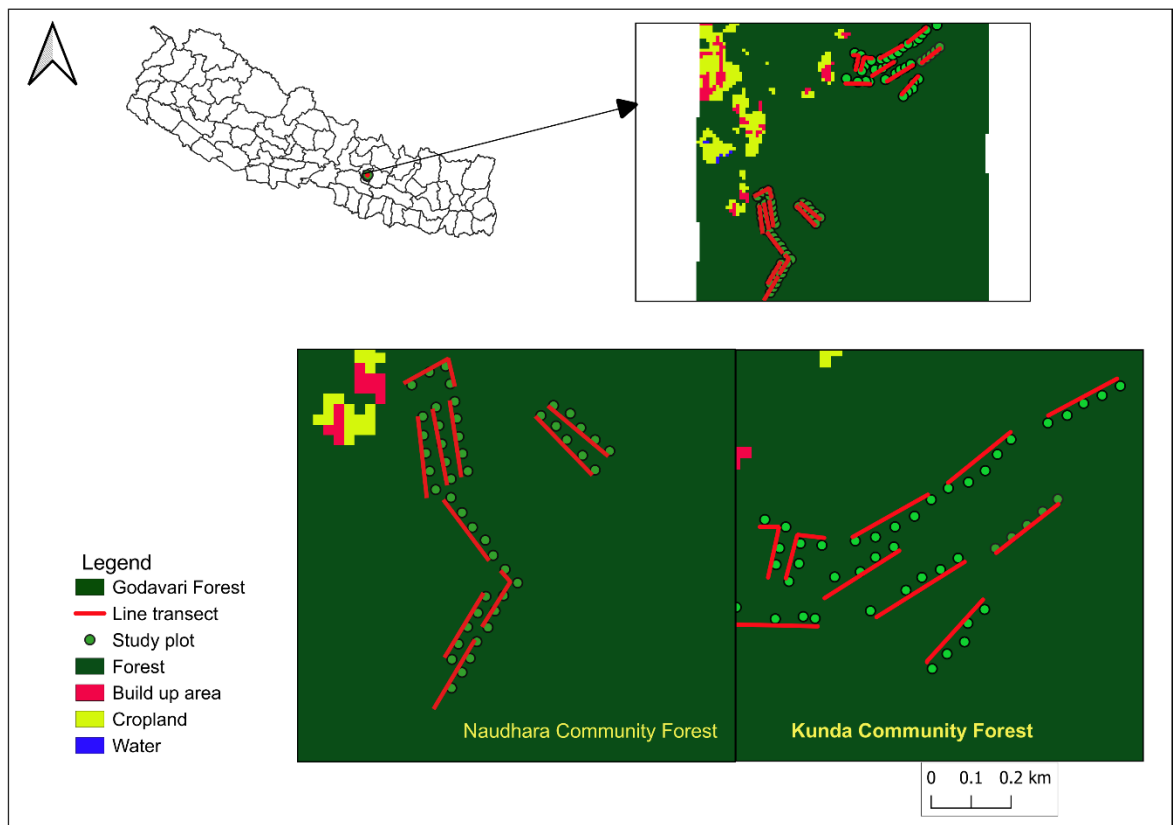 Legend
Godavari Forest
Line transect
Study plot
Forest
Build up area
Cropland
Water
Naudhara Community Forest
Kunda Community Forest
0 0.1 0.2 km